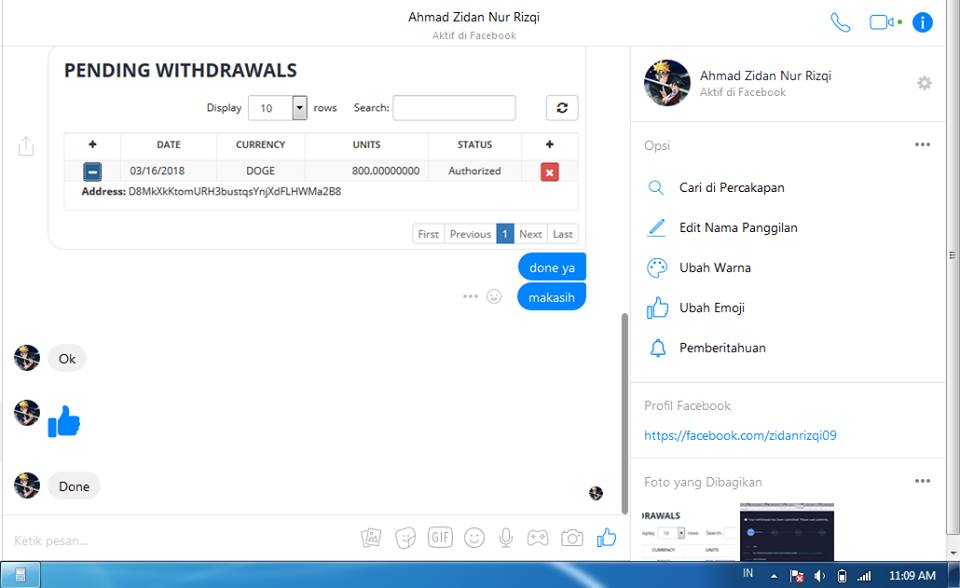 Ahmad Zidan Nur Rizqi
Aktif di Facebook
PENDING WITHDRAWALS
Display 10 rows Search:
+ DATE CURRENCY UNITS STATUS +
03/16/2018 DOGE 800.00000000 Authorized
Address: D8MkXkKtomURH3bustqsYnjXdFLHWMa2B8
First Previous 1 Next Last
done ya
makasih
Ok
Done
Ketik pesan...
GIF
Ahmad Zidan Nur Rizqi
Aktif di Facebook
Opsi
Cari di Percakapan
Edit Nama Panggilan
Ubah Warna
Ubah Emoji
Pemberitahuan
Profil Facebook
https://facebook.com/zidanrizqi09
Foto yang Dibagikan
DRAWALS
10 rows Search:
CURRENCY UNITS
IN
11:09 AM